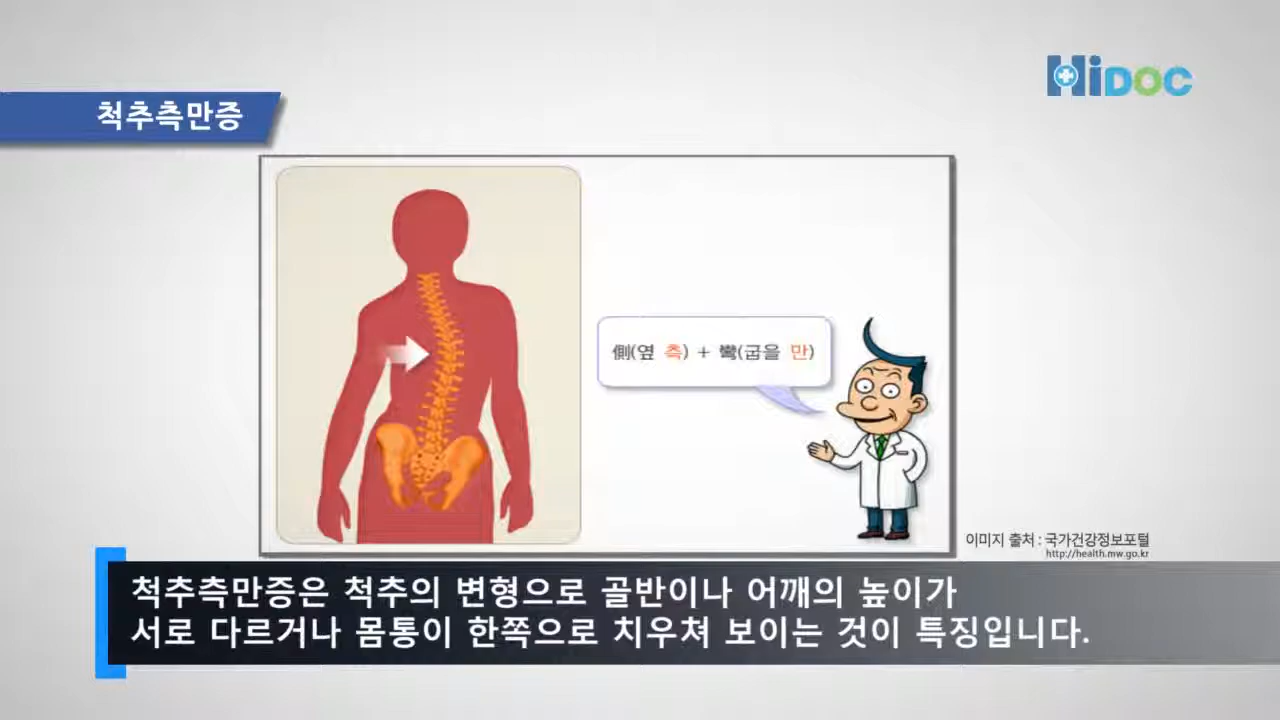 HiDOC
척추측만증
側(옆 측) + 彎(굽을 만)
이미지 출처 : 국가건강정보포털
http://health.mw.go.kr
척추측만증은 척추의 변형으로 골반이나 어깨의 높이가
서로 다르거나 몸통이 한쪽으로 치우쳐 보이는 것이 특징입니다.